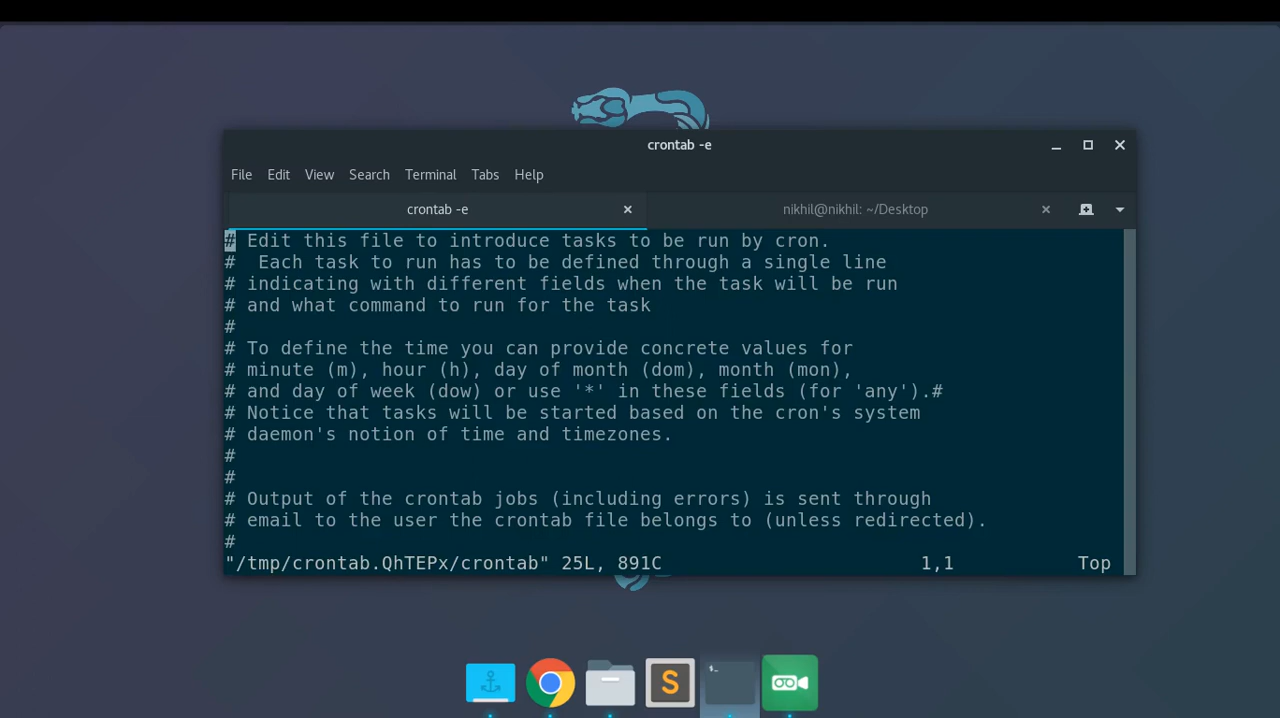 crontab -e
File Edit View Search Terminal Tabs Help
crontab -e nikhil@nikhil: ~/Desktop
# Edit this file to introduce tasks to be run by cron.
#  Each task to run has to be defined through a single line
# indicating with different fields when the task will be run
# and what command to run for the task
#
# To define the time you can provide concrete values for
# minute (m), hour (h), day of month (dom), month (mon),
# and day of week (dow) or use '*' in these fields (for 'any').#
# Notice that tasks will be started based on the cron's system
# daemon's notion of time and timezones.
#
#
# Output of the crontab jobs (including errors) is sent through
# email to the user the crontab file belongs to (unless redirected).
#
"/tmp/crontab.QhTEPx/crontab" 25L, 891C 1,1 Top
S
$_